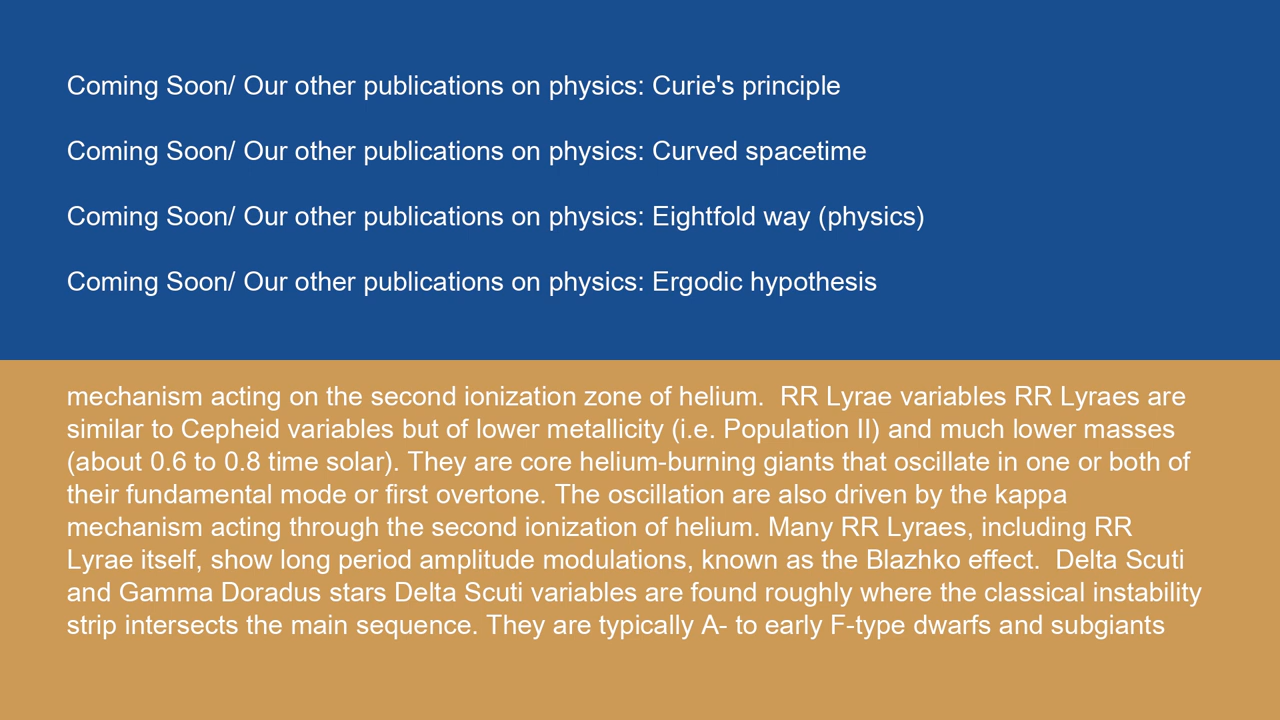 Coming Soon/ Our other publications on physics: Curie's principle
Coming Soon/ Our other publications on physics: Curved spacetime
Coming Soon/ Our other publications on physics: Eightfold way (physics)
Coming Soon/ Our other publications on physics: Ergodic hypothesis
mechanism acting on the second ionization zone of helium.  RR Lyrae variables RR Lyraes are
similar to Cepheid variables but of lower metallicity (i.e. Population II) and much lower masses
(about 0.6 to 0.8 time solar). They are core helium-burning giants that oscillate in one or both of
their fundamental mode or first overtone. The oscillation are also driven by the kappa
mechanism acting through the second ionization of helium. Many RR Lyraes, including RR
Lyrae itself, show long period amplitude modulations, known as the Blazhko effect.  Delta Scuti
and Gamma Doradus stars Delta Scuti variables are found roughly where the classical instability
strip intersects the main sequence. They are typically A- to early F-type dwarfs and subgiants